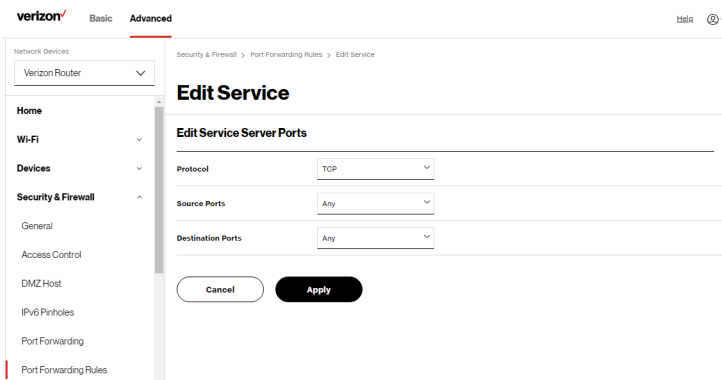 verizon✓ Basic Advanced Help
Network Devices
Verizon Router
Home
Wi-Fi
Devices
Security & Firewall
General
Access Control
DMZ Host
IPv6 Pinholes
Port Forwarding
Port Forwarding Rules
Security & Firewall > Port Forwarding Rules > Edit Service
Edit Service
Edit Service Server Ports
Protocol TCP
Source Ports Any
Destination Ports Any
Cancel Apply